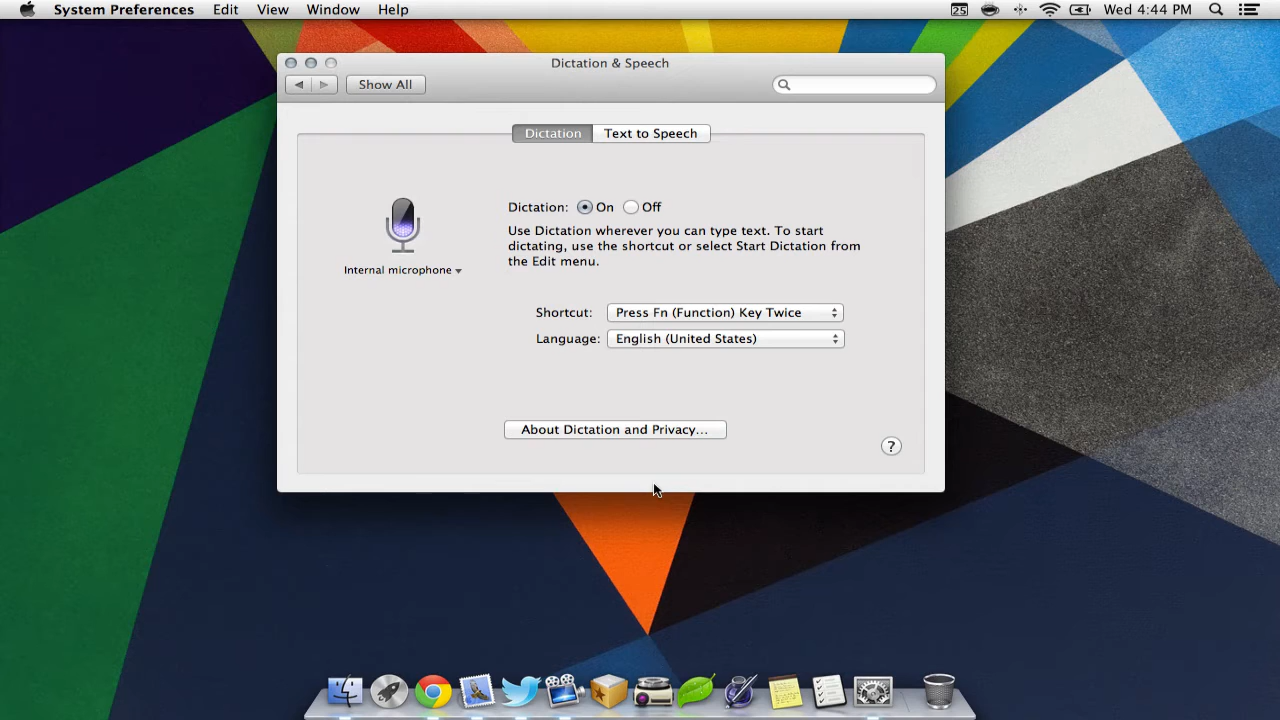 System Preferences Edit View Window Help
25 Wed 4:44 PM
Dictation & Speech
Show All
Dictation Text to Speech
Dictation: On Off
Use Dictation wherever you can type text. To start
dictating, use the shortcut or select Start Dictation from
the Edit menu.
Internal microphone
Shortcut: Press Fn (Function) Key Twice
Language: English (United States)
About Dictation and Privacy...
?